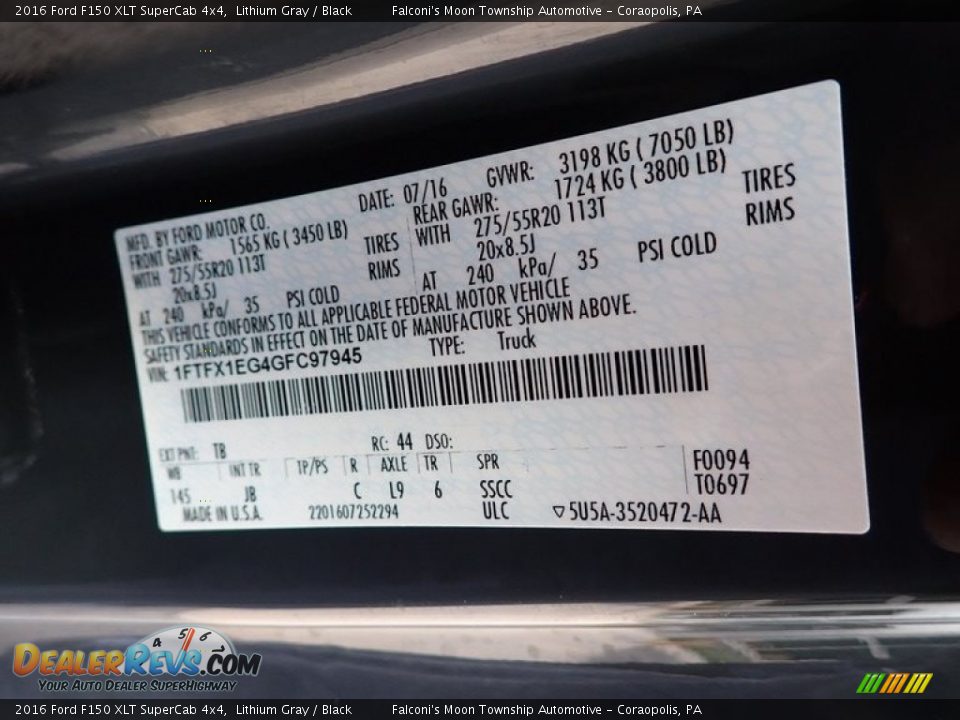 2016 Ford F150 XLT SuperCab 4x4, Lithium Gray / Black Falconi's Moon Township Automotive - Coraopolis, PA
MFD. BY FORD MOTOR CO. DATE: 07/16 GVWR: 3198 KG ( 7050 LB)
FRONT GAWR: 1565 KG ( 3450 LB) REAR GAWR: 1724 KG ( 3800 LB)
WITH 275/55R20 113T TIRES WITH 275/55R20 113T TIRES
20x8.5J RIMS 20x8.5J RIMS
AT 240 kPa/ 35 PSI COLD AT 240 kPa/ 35 PSI COLD
THIS VEHICLE CONFORMS TO ALL APPLICABLE FEDERAL MOTOR VEHICLE
SAFETY STANDARDS IN EFFECT ON THE DATE OF MANUFACTURE SHOWN ABOVE.
VIN: 1FTFX1EG4GFC97945 TYPE: Truck
EXT PNT: TB RC: 44 DSO:
WB INT TR TP/PS R AXLE TR SPR F0094
145 JB C L9 6 SSCC T0697
MADE IN U.S.A. 2201607252294 ULC ▽5U5A-3520472-AA
4 5 6
DEALERREVS.COM
YOUR AUTO DEALER SUPERHIGHWAY
2016 Ford F150 XLT SuperCab 4x4, Lithium Gray / Black Falconi's Moon Township Automotive - Coraopolis, PA